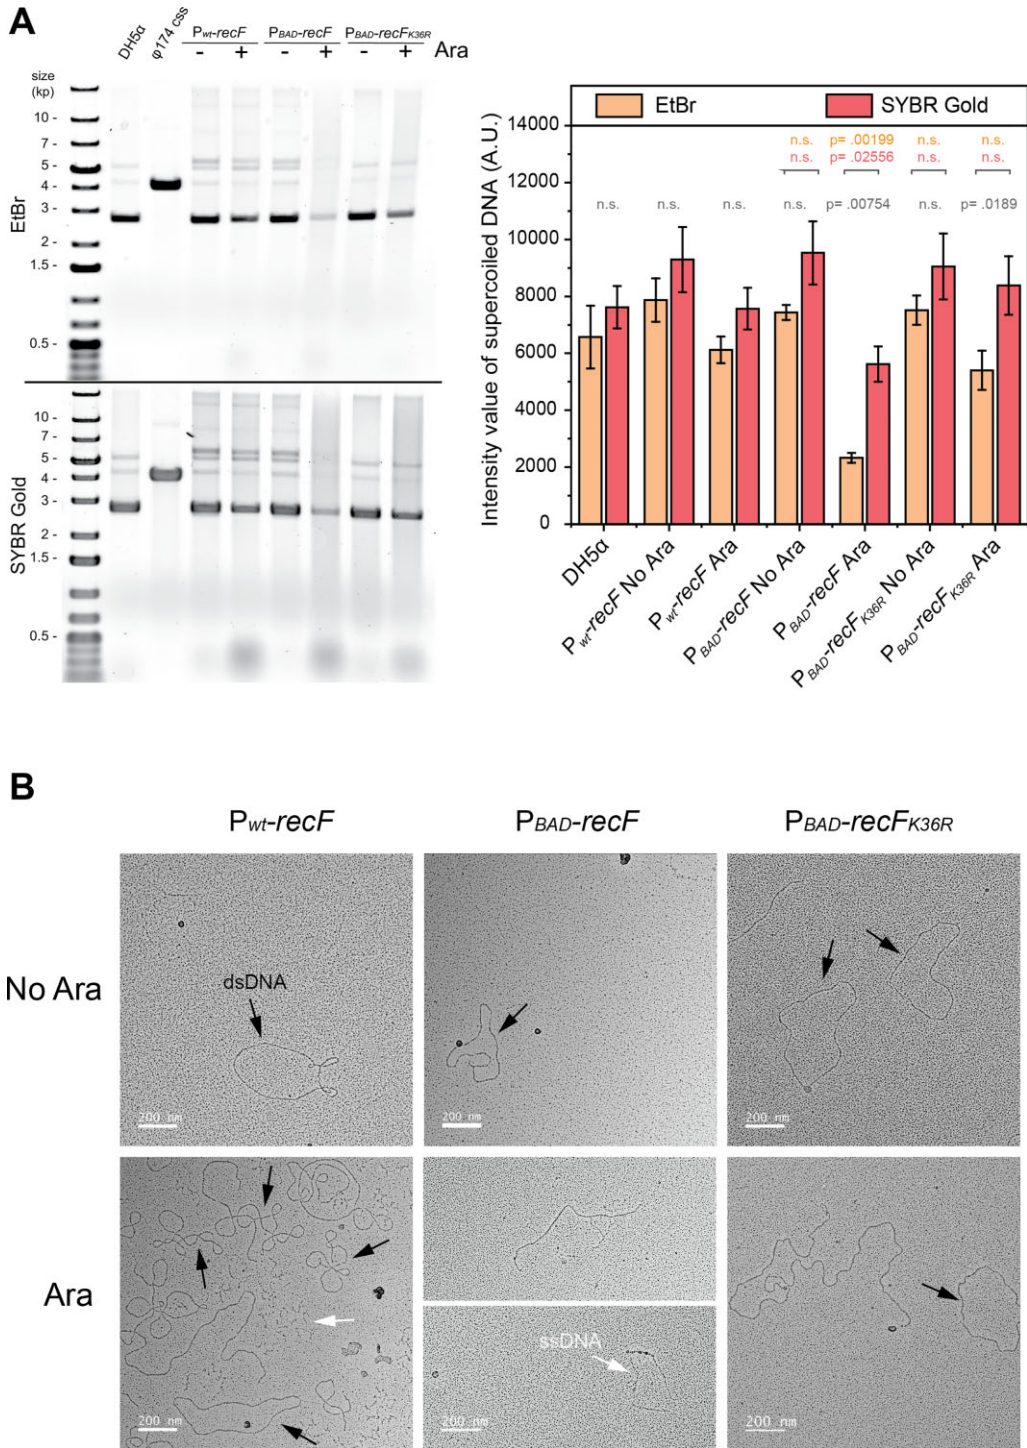 A
DH5α φ174 css Pwt-recF PBAD-recF PBAD-recFK36R
- + - + - + Ara
size
(kp)
10 -
7 -
5 -
4 -
3 -
2 -
1.5 -
0.5 -
EtBr
10 -
7 -
5 -
4 -
3 -
2 -
1.5 -
0.5 -
SYBR Gold
EtBr SYBR Gold
Intensity value of supercoiled DNA (A.U.)
14000
12000
10000
8000
6000
4000
2000
0
n.s. p= .00199 n.s. n.s.
n.s. p= .02556 n.s. n.s.
n.s. n.s. n.s. n.s. p= .00754 n.s. p= .0189
DH5α
Pwt-recF No Ara
Pwt-recF Ara
PBAD-recF No Ara
PBAD-recF Ara
PBAD-recFK36R No Ara
PBAD-recFK36R Ara
B
Pwt-recF PBAD-recF PBAD-recFK36R
No Ara
dsDNA
200 nm 200 nm 200 nm
Ara
ssDNA
200 nm 200 nm 200 nm